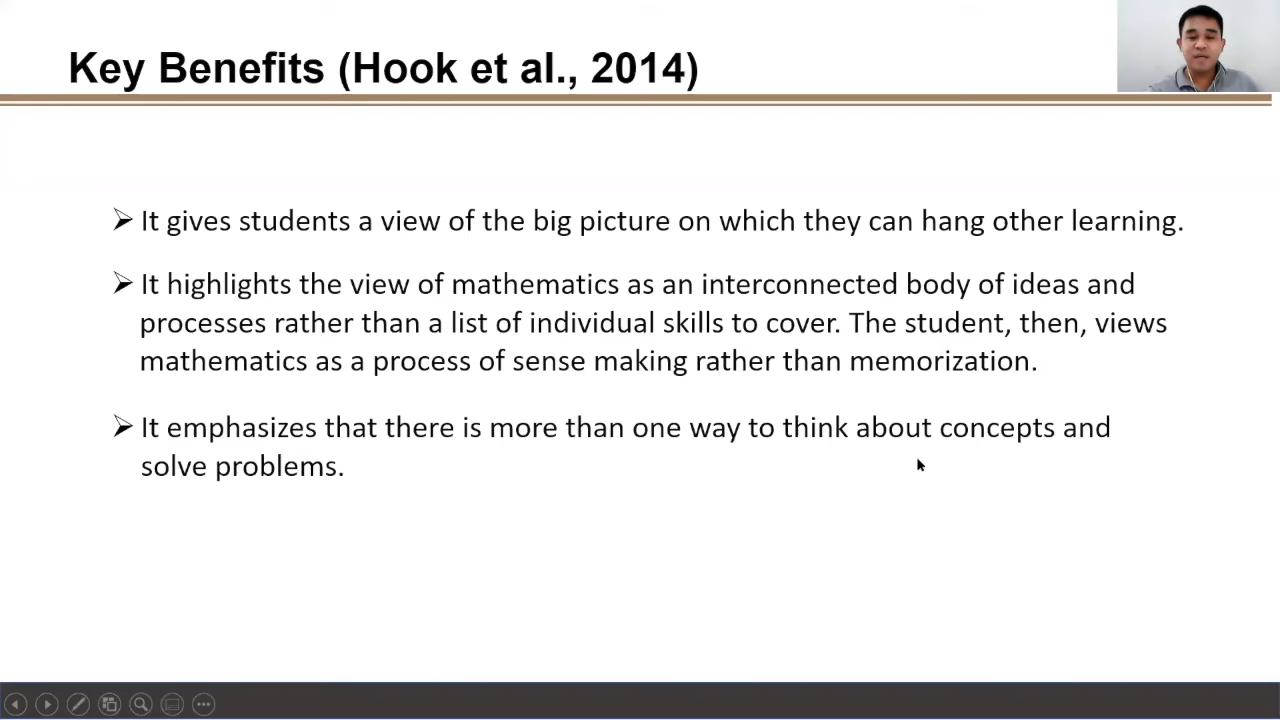 Key Benefits (Hook et al., 2014)
➢ It gives students a view of the big picture on which they can hang other learning.
➢ It highlights the view of mathematics as an interconnected body of ideas and
processes rather than a list of individual skills to cover. The student, then, views
mathematics as a process of sense making rather than memorization.
➢ It emphasizes that there is more than one way to think about concepts and
solve problems.